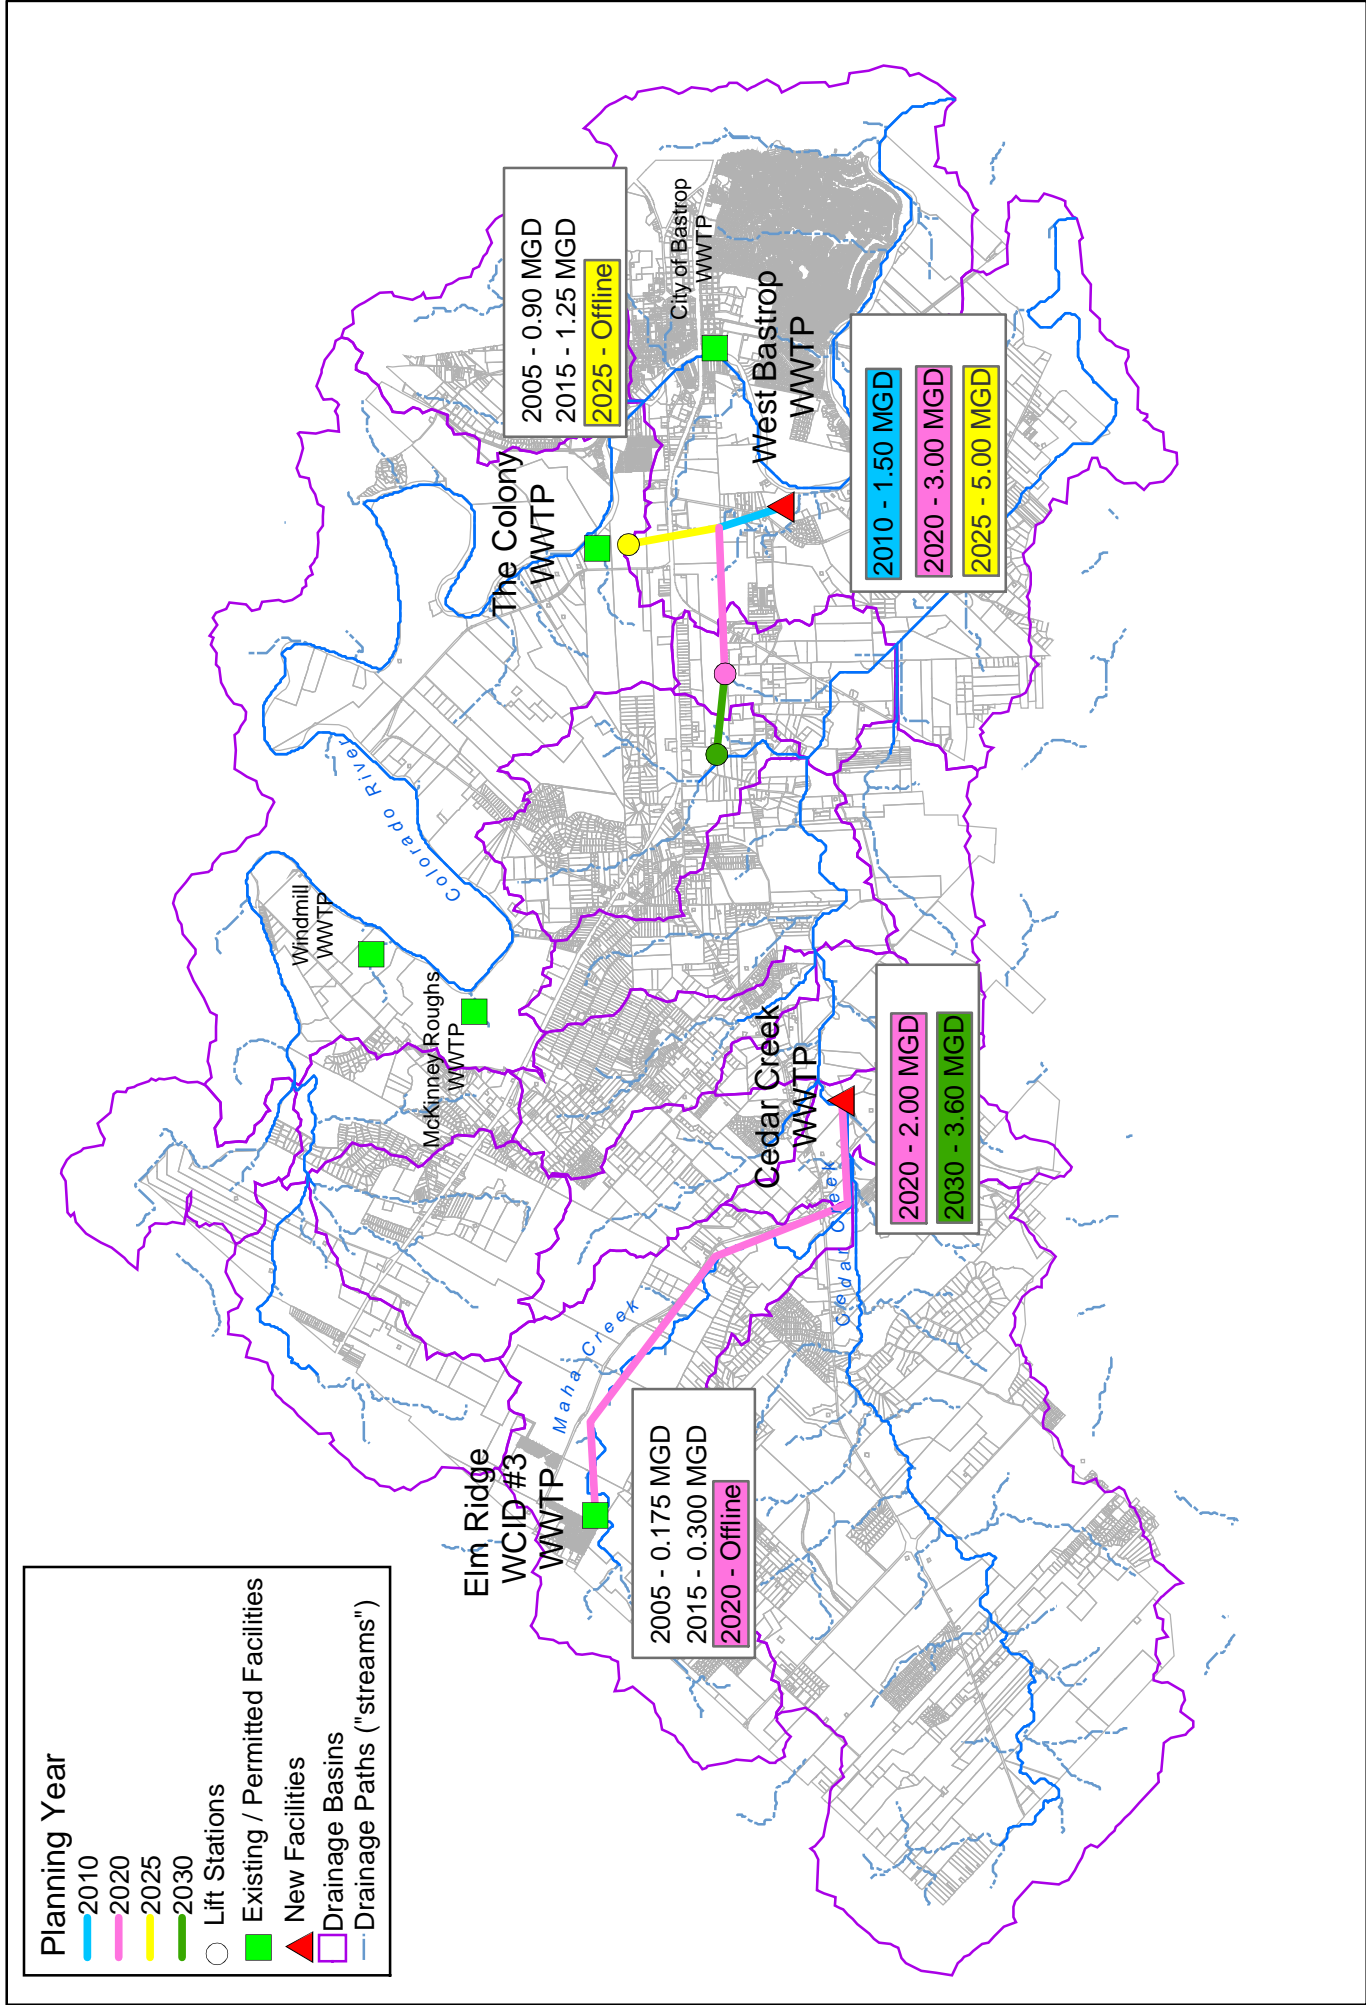 Planning Year
2010
2020
2025
2030
Lift Stations
Existing / Permitted Facilities
New Facilities
Drainage Basins
Drainage Paths ("streams")
Elm Ridge
WCID #3
WWTP
2005 - 0.175 MGD
2015 - 0.300 MGD
2020 - Offline
Maha Creek
Cedar Creek
McKinney Roughs
WWTP
Windmill
WWTP
Colorado River
Cedar Creek
WWTP
2020 - 2.00 MGD
2030 - 3.60 MGD
The Colony
WWTP
2005 - 0.90 MGD
2015 - 1.25 MGD
2025 - Offline
City of Bastrop
WWTP
West Bastrop
WWTP
2010 - 1.50 MGD
2020 - 3.00 MGD
2025 - 5.00 MGD